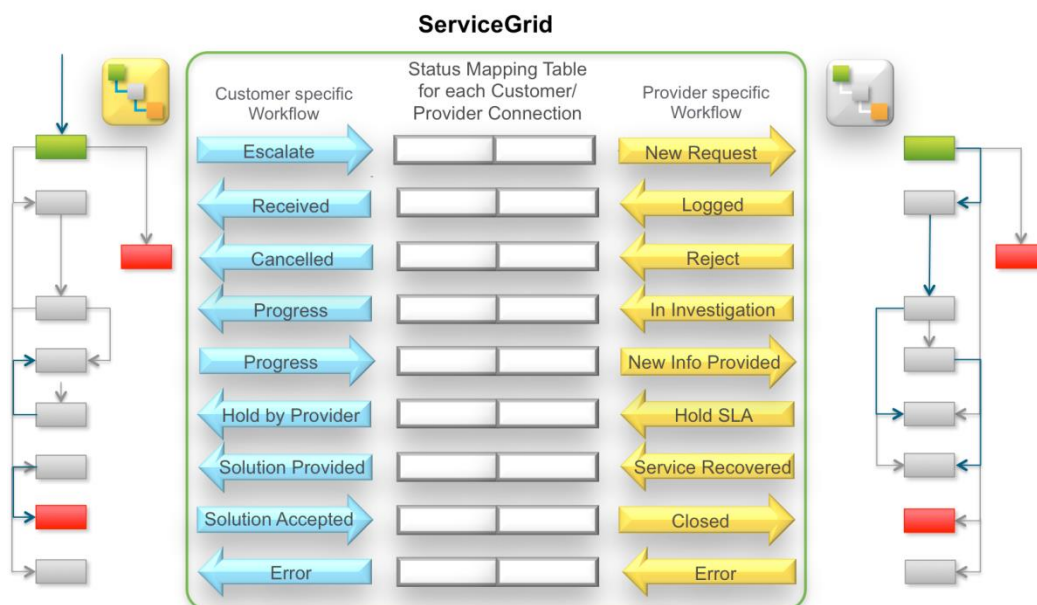 ServiceGrid
Customer specific
Workflow
Status Mapping Table
for each Customer/
Provider Connection
Provider specific
Workflow
Escalate
New Request
Received
Logged
Cancelled
Reject
Progress
In Investigation
Progress
New Info Provided
Hold by Provider
Hold SLA
Solution Provided
Service Recovered
Solution Accepted
Closed
Error
Error